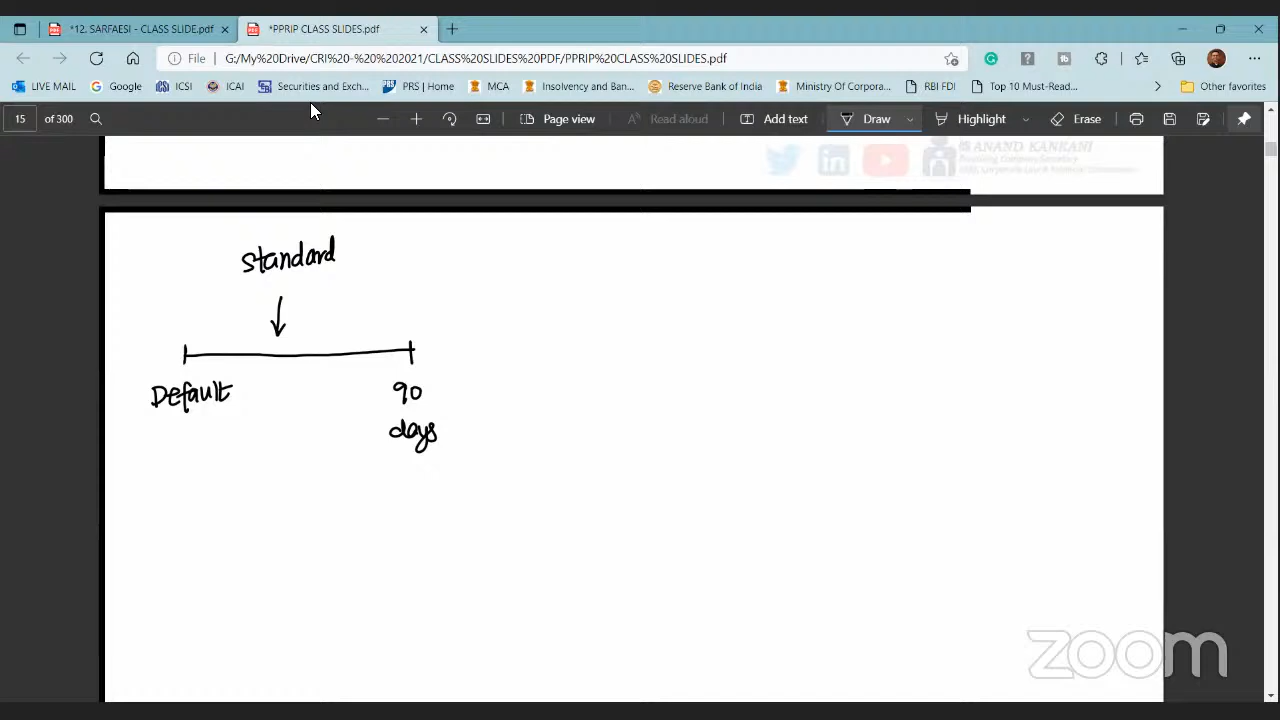 *12. SARFAESI - CLASS SLIDE.pdf
*PPRIP CLASS SLIDES.pdf
File
G:/My%20Drive/CRI%20-%20%202021/CLASS%20SLIDES%20PDF/PPRIP%20CLASS%20SLIDES.pdf
LIVE MAIL
Google
ICSI
ICAI
Securities and Exch...
PRS | Home
MCA
Insolvency and Ban...
Reserve Bank of India
Ministry Of Corpora...
RBI FDI
Top 10 Must-Read...
Other favorites
15 of 300
Page view
Read aloud
Add text
Draw
Highlight
Erase
ANAND KANKANI
Practising Company Secretary
standard
Default
90
days
zoom